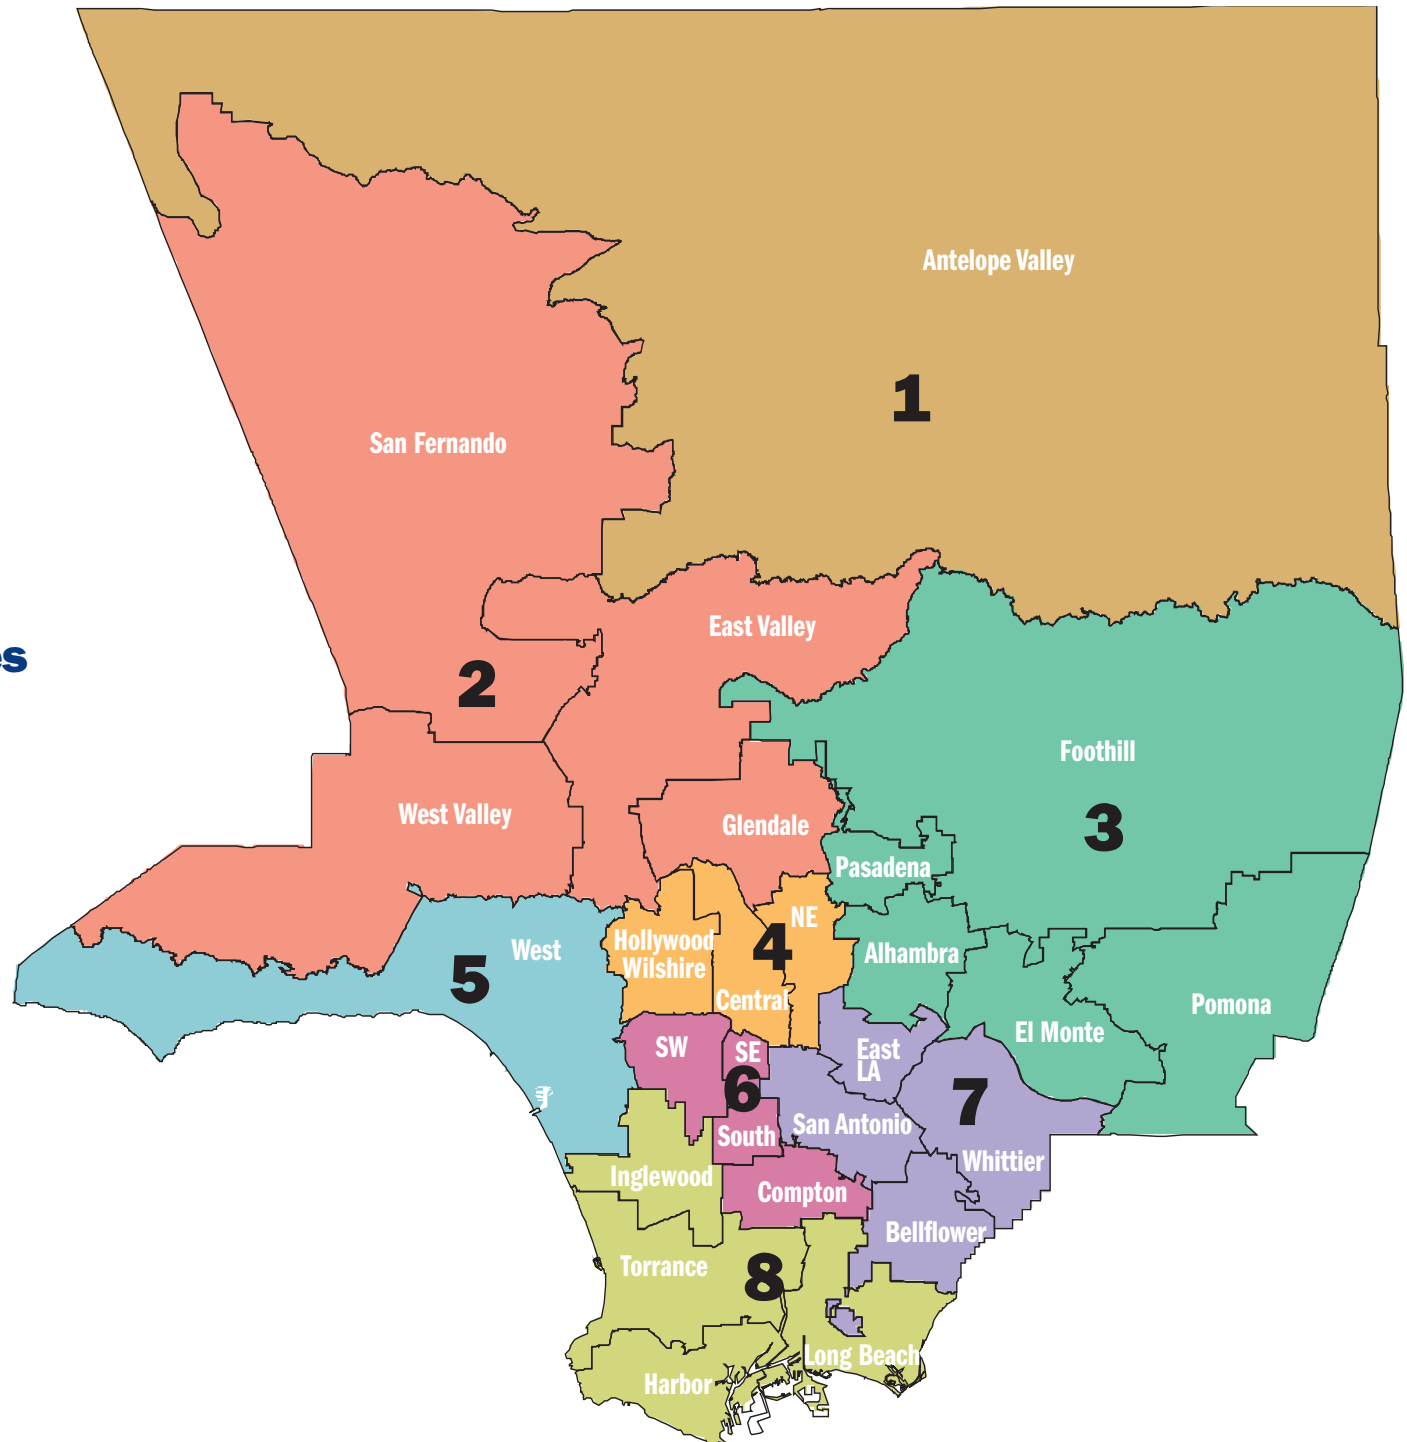 Antelope Valley
1
San Fernando
East Valley
es
2
Foothill
West Valley
Glendale
3
Pasadena
NE
Hollywood
Wilshire
4
Alhambra
West
5
Central
Pomona
El Monte
SW
SE
East
LA
6
7
San Antonio
South
Whittier
Inglewood
Compton
Bellflower
Torrance
8
Long Beach
Harbor